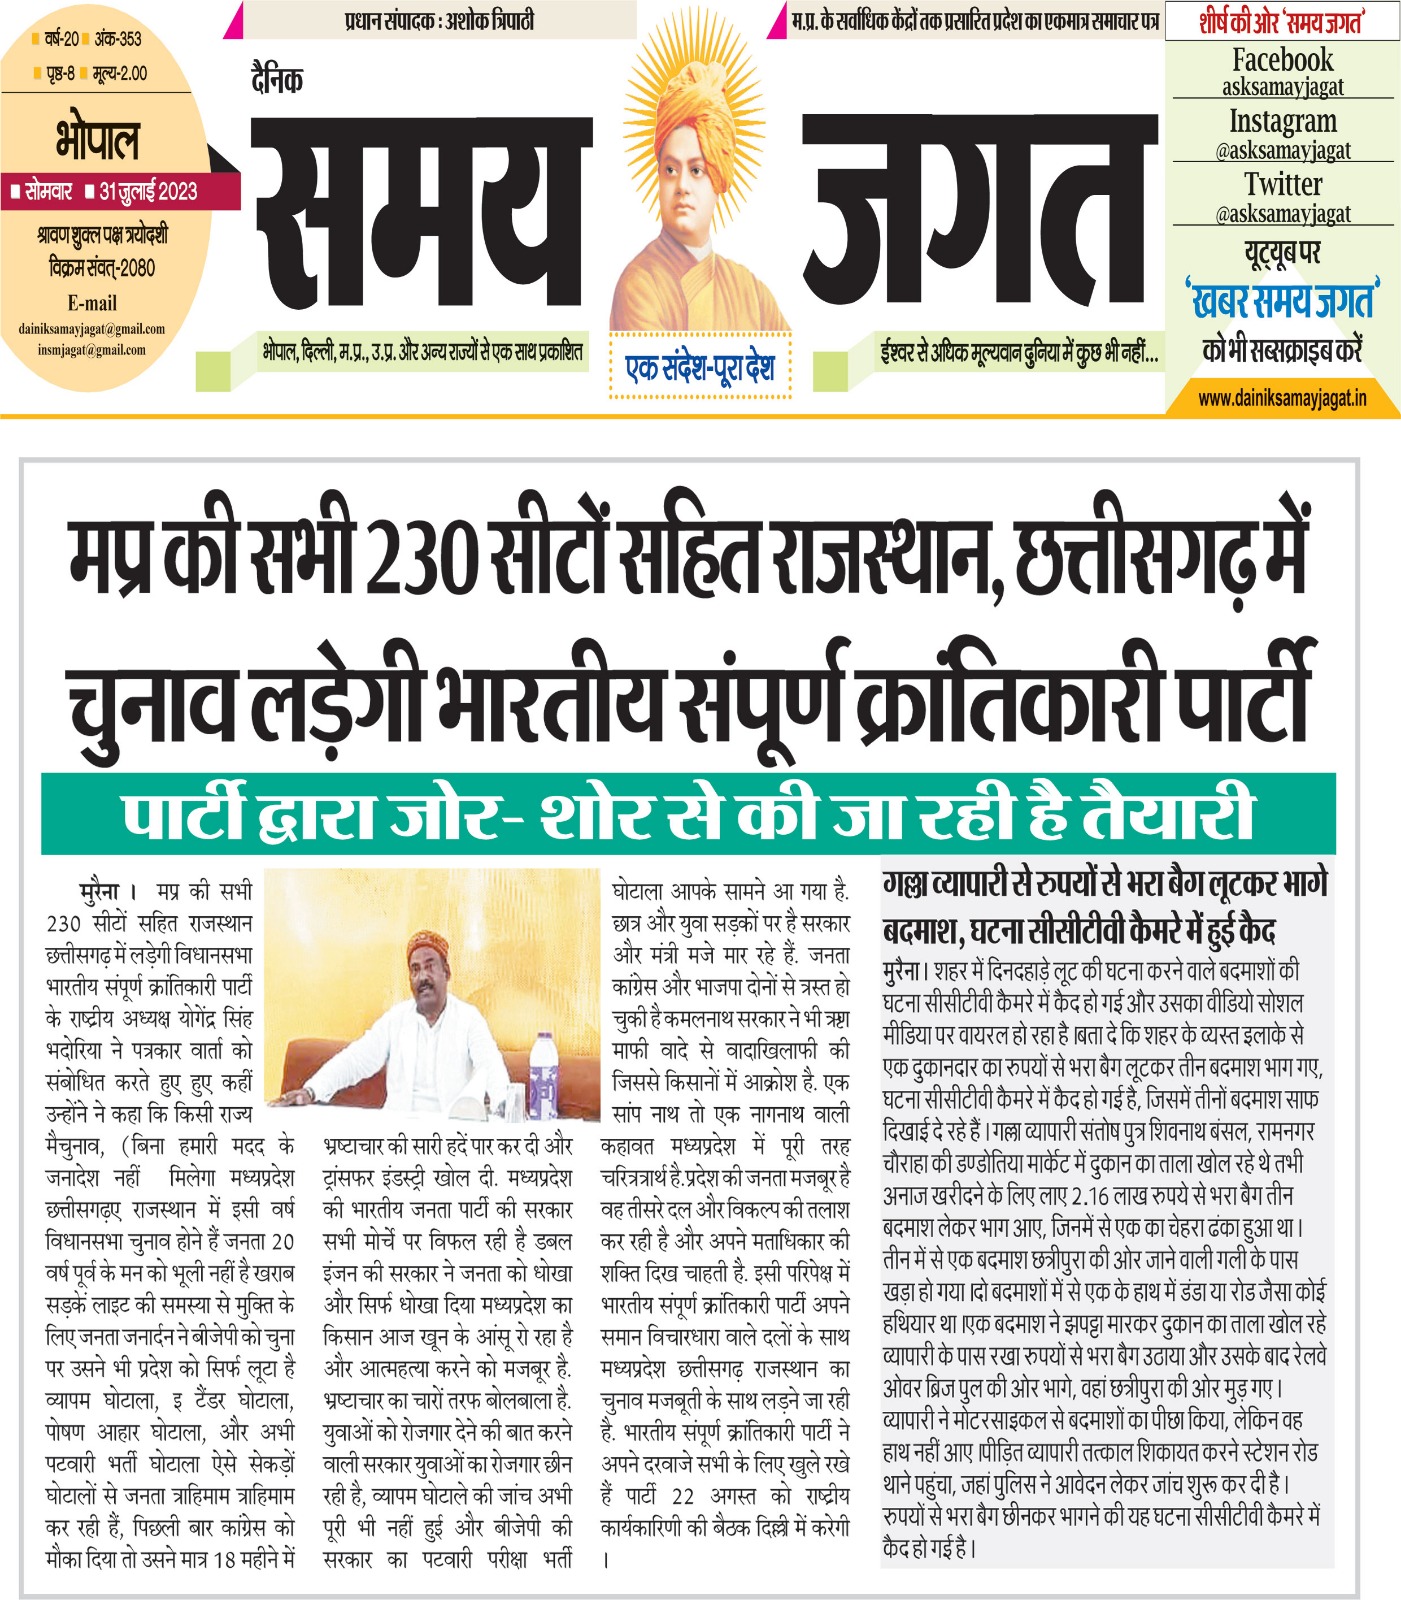 वर्ष-20 अंक-353
पृष्ठ-8 मूल्य-2.00
भोपाल
सोमवार 31 जुलाई 2023
श्रावण शुक्ल पक्ष त्रयोदशी
विक्रम संवत्-2080
E-mail
dainiksamayjagat@gmail.com
insmjagat@gmail.com
प्रधान संपादक : अशोक त्रिपाठी
म.प्र. के सर्वाधिक केंद्रों तक प्रसारित प्रदेश का एकमात्र समाचार पत्र
दैनिक
समय जगत
भोपाल, दिल्ली, म.प्र., उ.प्र. और अन्य राज्यों से एक साथ प्रकाशित
एक संदेश-पूरा देश
ईश्वर से अधिक मूल्यवान दुनिया में कुछ भी नहीं...
शीर्ष की ओर ‘समय जगत‘
Facebook
asksamayjagat
Instagram
@asksamayjagat
Twitter
@asksamayjagat
यूट्यूब पर
‘खबर समय जगत‘
को भी सब्सक्राइब करें
www.dainiksamayjagat.in
मप्र की सभी 230 सीटों सहित राजस्थान, छत्तीसगढ़ में
चुनाव लड़ेगी भारतीय संपूर्ण क्रांतिकारी पार्टी
पार्टी द्वारा जोर- शोर से की जा रही है तैयारी
मुरैना । मप्र की सभी
230 सीटों सहित राजस्थान
छत्तीसगढ़ में लड़ेगी विधानसभा
भारतीय संपूर्ण क्रांतिकारी पार्टी
के राष्ट्रीय अध्यक्ष योगेंद्र सिंह
भदोरिया ने पत्रकार वार्ता को
संबोधित करते हुए हुए कहीं
उन्होंने ने कहा कि किसी राज्य
मैचुनाव, (बिना हमारी मदद के
जनादेश नहीं मिलेगा मध्यप्रदेश
छत्तीसगढ़ए राजस्थान में इसी वर्ष
विधानसभा चुनाव होने हैं जनता 20
वर्ष पूर्व के मन को भूली नहीं है खराब
सड़कें लाइट की समस्या से मुक्ति के
लिए जनता जनार्दन ने बीजेपी को चुना
पर उसने भी प्रदेश को सिर्फ लूटा है
व्यापम घोटाला, इ टैंडर घोटाला,
पोषण आहार घोटाला, और अभी
पटवारी भर्ती घोटाला ऐसे सेकड़ों
घोटालों से जनता त्राहिमाम त्राहिमाम
कर रही हैं, पिछली बार कांग्रेस को
मौका दिया तो उसने मात्र 18 महीने में
भ्रष्टाचार की सारी हदें पार कर दी और
ट्रांसफर इंडस्ट्री खोल दी. मध्यप्रदेश
की भारतीय जनता पार्टी की सरकार
सभी मोर्चे पर विफल रही है डबल
इंजन की सरकार ने जनता को धोखा
और सिर्फ धोखा दिया मध्यप्रदेश का
किसान आज खून के आंसू रो रहा है
और आत्महत्या करने को मजबूर है.
भ्रष्टाचार का चारों तरफ बोलबाला है.
युवाओं को रोजगार देने की बात करने
वाली सरकार युवाओं का रोजगार छीन
रही है, व्यापम घोटाले की जांच अभी
पूरी भी नहीं हुई और बीजेपी की
सरकार का पटवारी परीक्षा भर्ती
घोटाला आपके सामने आ गया है.
छात्र और युवा सड़कों पर है सरकार
और मंत्री मजे मार रहे हैं. जनता
कांग्रेस और भाजपा दोनों से त्रस्त हो
चुकी है कमलनाथ सरकार ने भी ऋण
माफी वादे से वादाखिलाफी की
जिससे किसानों में आक्रोश है. एक
सांप नाथ तो एक नागनाथ वाली
कहावत मध्यप्रदेश में पूरी तरह
चरित्रत्रार्थ है.प्रदेश की जनता मजबूर है
वह तीसरे दल और विकल्प की तलाश
कर रही है और अपने मताधिकार की
शक्ति दिख चाहती है. इसी परिपेक्ष में
भारतीय संपूर्ण क्रांतिकारी पार्टी अपने
समान विचारधारा वाले दलों के साथ
मध्यप्रदेश छत्तीसगढ़ राजस्थान का
चुनाव मजबूती के साथ लड़ने जा रही
है. भारतीय संपूर्ण क्रांतिकारी पार्टी ने
अपने दरवाजे सभी के लिए खुले रखे
हैं पार्टी 22 अगस्त को राष्ट्रीय
कार्यकारिणी की बैठक दिल्ली में करेगी
।
गल्ला व्यापारी से रुपयों से भरा बैग लूटकर भागे
बदमाश, घटना सीसीटीवी कैमरे में हुई कैद
मुरैना। शहर में दिनदहाड़े लूट की घटना करने वाले बदमाशों की
घटना सीसीटीवी कैमरे में कैद हो गई और उसका वीडियो सोशल
मीडिया पर वायरल हो रहा है।बता दे कि शहर के व्यस्त इलाके से
एक दुकानदार का रुपयों से भरा बैग लूटकर तीन बदमाश भाग गए,
घटना सीसीटीवी कैमरे में कैद हो गई है, जिसमें तीनों बदमाश साफ
दिखाई दे रहे हैं। गल्ला व्यापारी संतोष पुत्र शिवनाथ बंसल, रामनगर
चौराहा की डण्डोतिया मार्केट में दुकान का ताला खोल रहे थे तभी
अनाज खरीदने के लिए लाए 2.16 लाख रुपये से भरा बैग तीन
बदमाश लेकर भाग आए, जिनमें से एक का चेहरा ढंका हुआ था।
तीन में से एक बदमाश छत्रीपुरा की ओर जाने वाली गली के पास
खड़ा हो गया।दो बदमाशों में से एक के हाथ में डंडा या रोड जैसा कोई
हथियार था।एक बदमाश ने झपट्टा मारकर दुकान का ताला खोल रहे
व्यापारी के पास रखा रुपयों से भरा बैग उठाया और उसके बाद रेलवे
ओवर ब्रिज पुल की ओर भागे, वहां छत्रीपुरा की ओर मुड़ गए।
व्यापारी ने मोटरसाइकल से बदमाशों का पीछा किया, लेकिन वह
हाथ नहीं आए।पीड़ित व्यापारी तत्काल शिकायत करने स्टेशन रोड
थाने पहुंचा, जहां पुलिस ने आवेदन लेकर जांच शुरू कर दी है।
रुपयों से भरा बैग छीनकर भागने की यह घटना सीसीटीवी कैमरे में
कैद हो गई है।